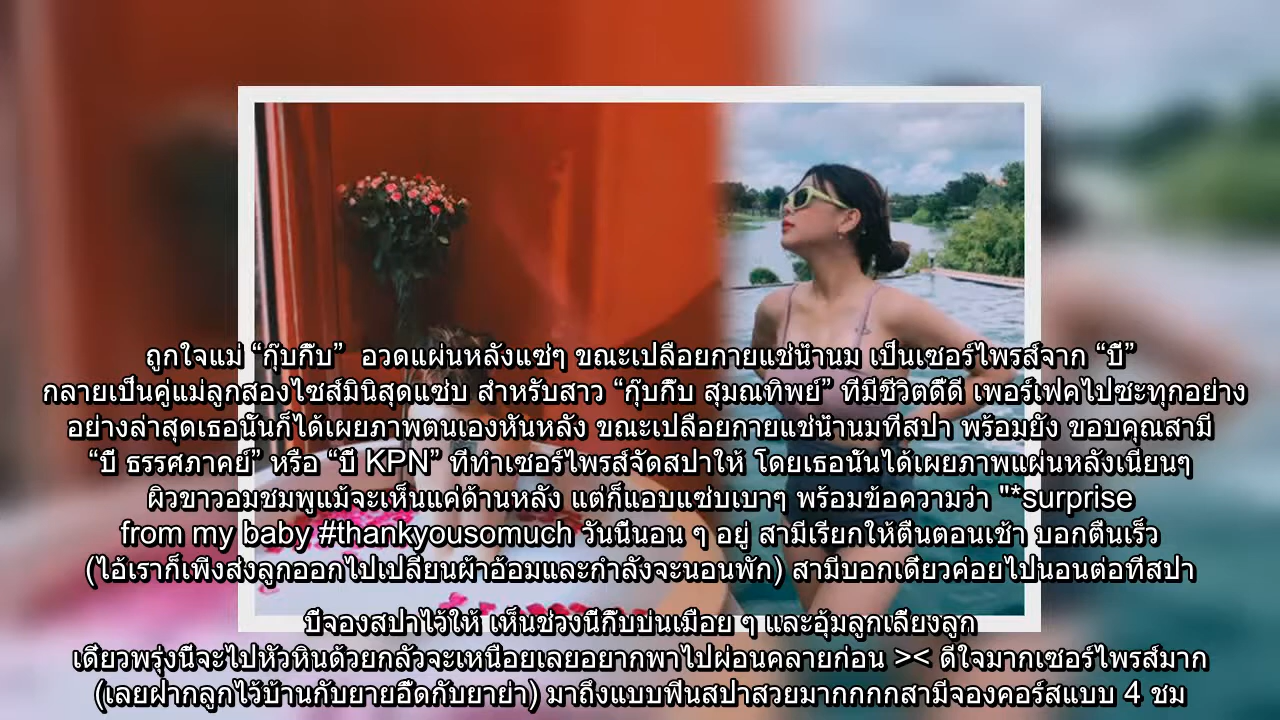 ถูกใจแม่ “กุ๊บกิ๊บ”  อวดแผ่นหลังแซ่ๆ ขณะเปลือยกายแช่น้ำนม เป็นเซอร์ไพรส์จาก “บี้”
กลายเป็นคู่แม่ลูกสองไซส์มินิสุดแซ่บ สำหรับสาว “กุ๊บกิ๊บ สุมณทิพย์” ที่มีชีวิตดี๊ดี เพอร์เฟคไปซะทุกอย่าง
อย่างล่าสุดเธอนั้นก็ได้เผยภาพตนเองหันหลัง ขณะเปลือยกายแช่น้ำนมที่สปา พร้อมยัง ขอบคุณสามี
“บี้ ธรรศภาคย์” หรือ “บี้ KPN” ที่ทำเซอร์ไพรส์จัดสปาให้ โดยเธอนั้นได้เผยภาพแผ่นหลังเนียนๆ
ผิวขาวอมชมพูแม้จะเห็นแค่ด้านหลัง แต่ก็แอบแซ่บเบาๆ พร้อมข้อความว่า "*surprise
from my baby #thankyousomuch วันนี้นอน ๆ อยู่ สามีเรียกให้ตื่นตอนเช้า บอกตื่นเร็ว
(ไอ้เราก็เพิ่งส่งลูกออกไปเปลี่ยนผ้าอ้อมและกำลังจะนอนพัก) สามีบอกเดี๋ยวค่อยไปนอนต่อที่สปา
บี้จองสปาไว้ให้ เห็นช่วงนี้กิ๊บบ่นเมื่อย ๆ และอุ้มลูกเลี้ยงลูก
เดี๋ยวพรุ่งนี้จะไปหัวหินด้วยกลัวจะเหนื่อยเลยอยากพาไปผ่อนคลายก่อน >< ดีใจมากเซอร์ไพรส์มาก
(เลยฝากลูกไว้บ้านกับยายอี๊ดกับยาย่า) มาถึงแบบฟินสปาสวยมากกกกสามีจองคอร์สแบบ 4 ชม